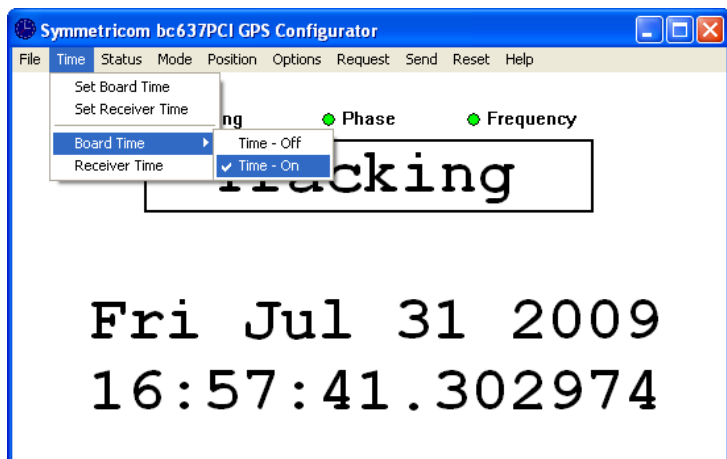 Symmetricom bc637PCI GPS Configurator
File Time Status Mode Position Options Request Send Reset Help
Set Board Time
Set Receiver Time
Board Time
Receiver Time
Time - Off
Time - On
Phase
Frequency
Tracking
Fri Jul 31 2009
16:57:41.302974